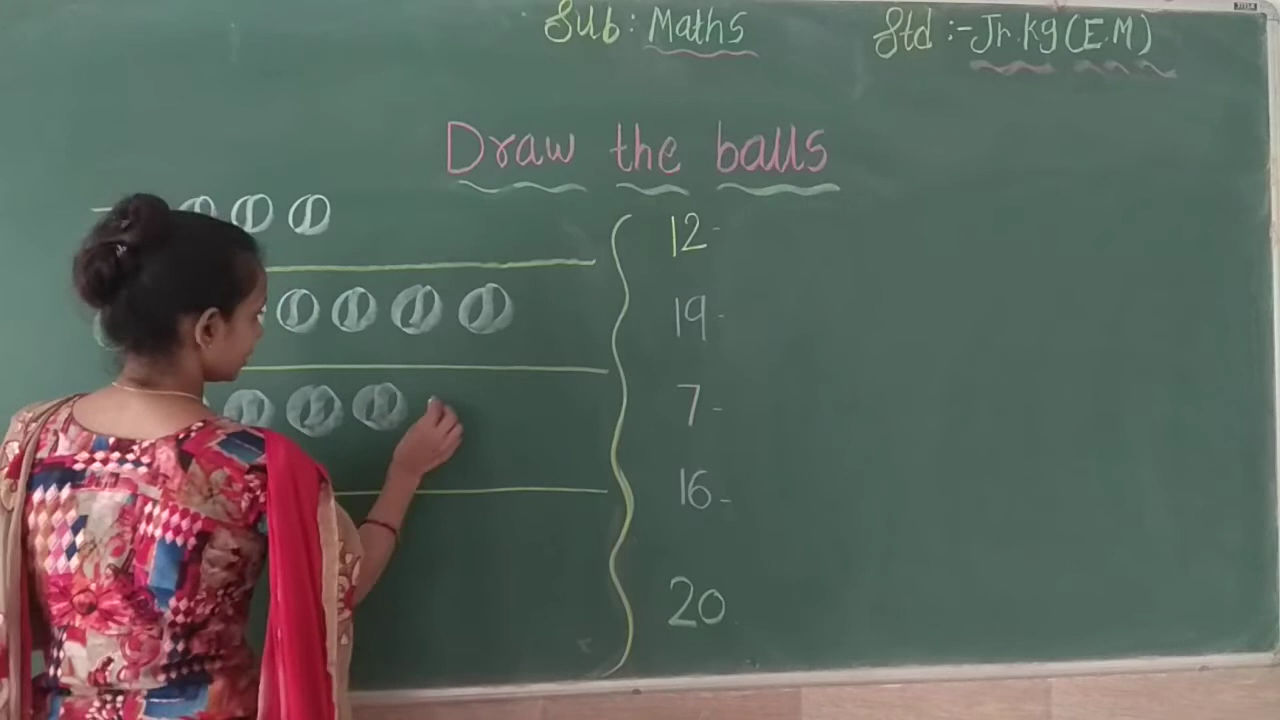 Sub : Maths
Std :- Jr.kg (E.M)
Draw the balls
12-
19-
7-
16-
20